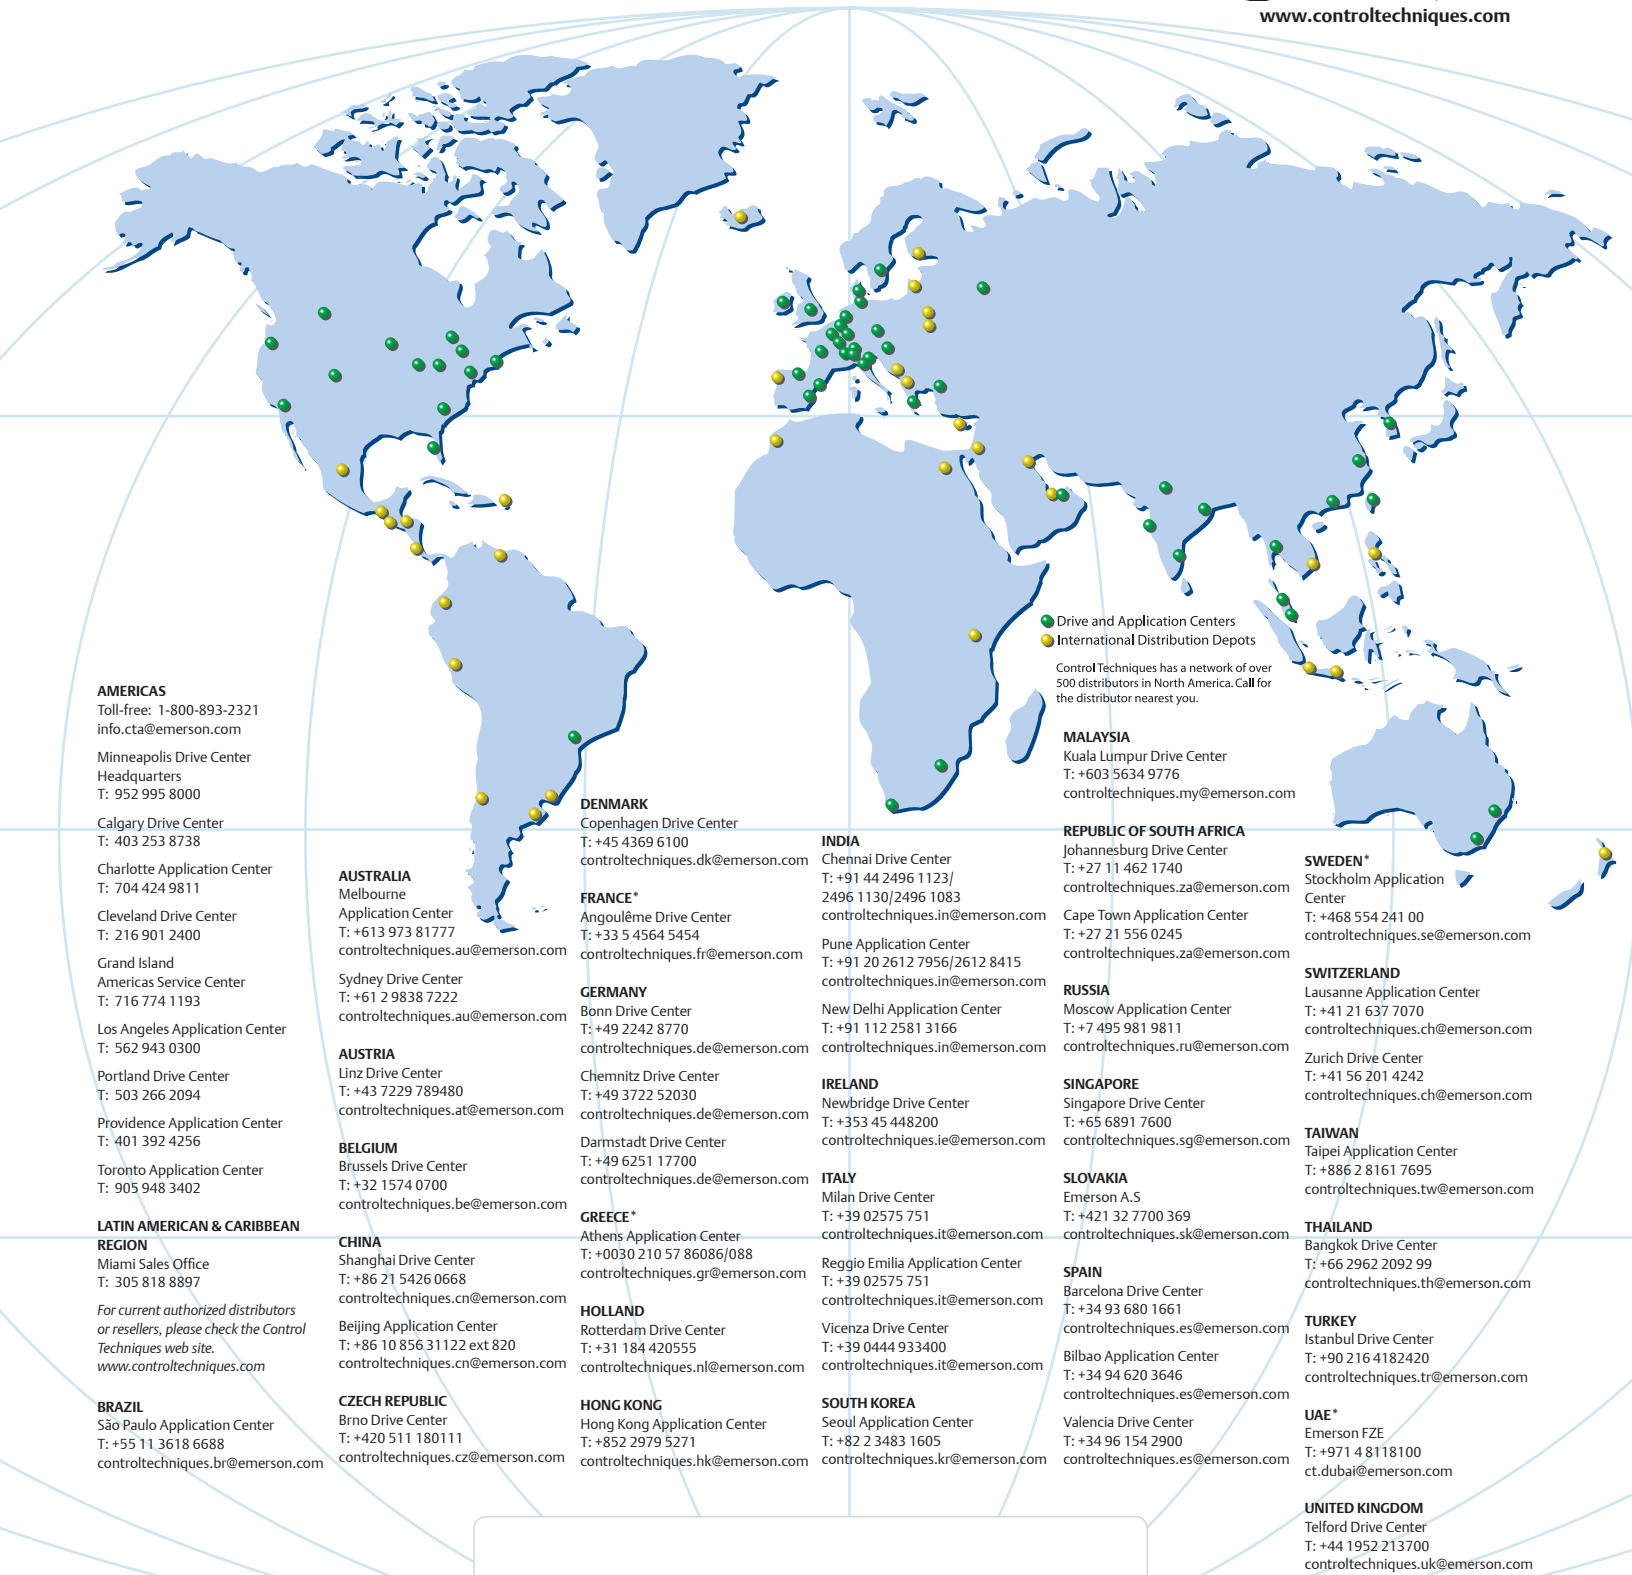 www.controltechniques.com
Drive and Application Centers
International Distribution Depots
Control Techniques has a network of over
500 distributors in North America. Call for
the distributor nearest you.
AMERICAS
Toll-free: 1-800-893-2321
info.cta@emerson.com
Minneapolis Drive Center
Headquarters
T: 952 995 8000
Calgary Drive Center
T: 403 253 8738
Charlotte Application Center
T: 704 424 9811
Cleveland Drive Center
T: 216 901 2400
Grand Island
Americas Service Center
T: 716 774 1193
Los Angeles Application Center
T: 562 943 0300
Portland Drive Center
T: 503 266 2094
Providence Application Center
T: 401 392 4256
Toronto Application Center
T: 905 948 3402
LATIN AMERICAN & CARIBBEAN
REGION
Miami Sales Office
T: 305 818 8897
For current authorized distributors
or resellers, please check the Control
Techniques web site.
www.controltechniques.com
BRAZIL
São Paulo Application Center
T: +55 11 3618 6688
controltechniques.br@emerson.com
AUSTRALIA
Melbourne
Application Center
T: +613 973 81777
controltechniques.au@emerson.com
Sydney Drive Center
T: +61 2 9838 7222
controltechniques.au@emerson.com
AUSTRIA
Linz Drive Center
T: +43 7229 789480
controltechniques.at@emerson.com
BELGIUM
Brussels Drive Center
T: +32 1574 0700
controltechniques.be@emerson.com
CHINA
Shanghai Drive Center
T: +86 21 5426 0668
controltechniques.cn@emerson.com
Beijing Application Center
T: +86 10 856 31122 ext 820
controltechniques.cn@emerson.com
CZECH REPUBLIC
Brno Drive Center
T: +420 511 180111
controltechniques.cz@emerson.com
DENMARK
Copenhagen Drive Center
T: +45 4369 6100
controltechniques.dk@emerson.com
FRANCE*
Angoulême Drive Center
T: +33 5 4564 5454
controltechniques.fr@emerson.com
GERMANY
Bonn Drive Center
T: +49 2242 8770
controltechniques.de@emerson.com
Chemnitz Drive Center
T: +49 3722 52030
controltechniques.de@emerson.com
Darmstadt Drive Center
T: +49 6251 17700
controltechniques.de@emerson.com
GREECE*
Athens Application Center
T: +0030 210 57 86086/088
controltechniques.gr@emerson.com
HOLLAND
Rotterdam Drive Center
T: +31 184 420555
controltechniques.nl@emerson.com
HONG KONG
Hong Kong Application Center
T: +852 2979 5271
controltechniques.hk@emerson.com
INDIA
Chennai Drive Center
T: +91 44 2496 1123/
2496 1130/2496 1083
controltechniques.in@emerson.com
Pune Application Center
T: +91 20 2612 7956/2612 8415
controltechniques.in@emerson.com
New Delhi Application Center
T: +91 112 2581 3166
controltechniques.in@emerson.com
IRELAND
Newbridge Drive Center
T: +353 45 448200
controltechniques.ie@emerson.com
ITALY
Milan Drive Center
T: +39 02575 751
controltechniques.it@emerson.com
Reggio Emilia Application Center
T: +39 02575 751
controltechniques.it@emerson.com
Vicenza Drive Center
T: +39 0444 933400
controltechniques.it@emerson.com
SOUTH KOREA
Seoul Application Center
T: +82 2 3483 1605
controltechniques.kr@emerson.com
MALAYSIA
Kuala Lumpur Drive Center
T: +603 5634 9776
controltechniques.my@emerson.com
REPUBLIC OF SOUTH AFRICA
Johannesburg Drive Center
T: +27 11 462 1740
controltechniques.za@emerson.com
Cape Town Application Center
T: +27 21 556 0245
controltechniques.za@emerson.com
RUSSIA
Moscow Application Center
T: +7 495 981 9811
controltechniques.ru@emerson.com
SINGAPORE
Singapore Drive Center
T: +65 6891 7600
controltechniques.sg@emerson.com
SLOVAKIA
Emerson A.S
T: +421 32 7700 369
controltechniques.sk@emerson.com
SPAIN
Barcelona Drive Center
T: +34 93 680 1661
controltechniques.es@emerson.com
Bilbao Application Center
T: +34 94 620 3646
controltechniques.es@emerson.com
Valencia Drive Center
T: +34 96 154 2900
controltechniques.es@emerson.com
SWEDEN*
Stockholm Application
Center
T: +468 554 241 00
controltechniques.se@emerson.com
SWITZERLAND
Lausanne Application Center
T: +41 21 637 7070
controltechniques.ch@emerson.com
Zurich Drive Center
T: +41 56 201 4242
controltechniques.ch@emerson.com
TAIWAN
Taipei Application Center
T: +886 2 8161 7695
controltechniques.tw@emerson.com
THAILAND
Bangkok Drive Center
T: +66 2962 2092 99
controltechniques.th@emerson.com
TURKEY
Istanbul Drive Center
T: +90 216 4182420
controltechniques.tr@emerson.com
UAE*
Emerson FZE
T: +971 4 8118100
ct.dubai@emerson.com
UNITED KINGDOM
Telford Drive Center
T: +44 1952 213700
controltechniques.uk@emerson.com